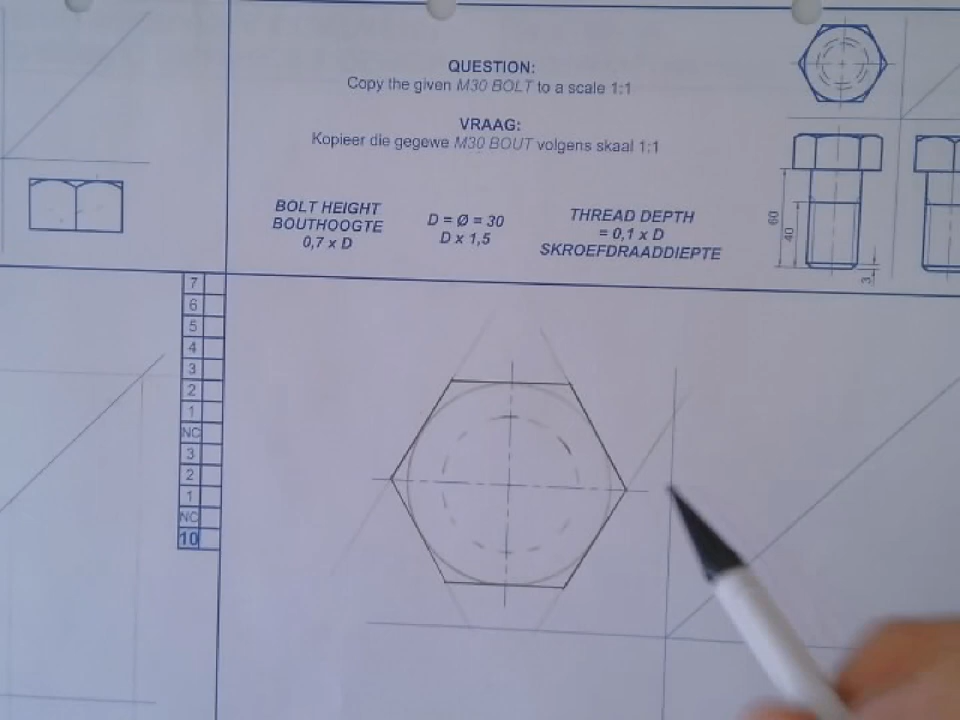 QUESTION:
Copy the given M30 BOLT to a scale 1:1
VRAAG:
Kopieer die gegewe M30 BOUT volgens skaal 1:1
BOLT HEIGHT
BOUTHOOGTE
0,7 x D
D = Ø = 30
D x 1,5
THREAD DEPTH
= 0,1 x D
SKROEFDRAADDIEPTE
60
40
3
7
6
5
4
3
2
1
NC
3
2
1
NC
10